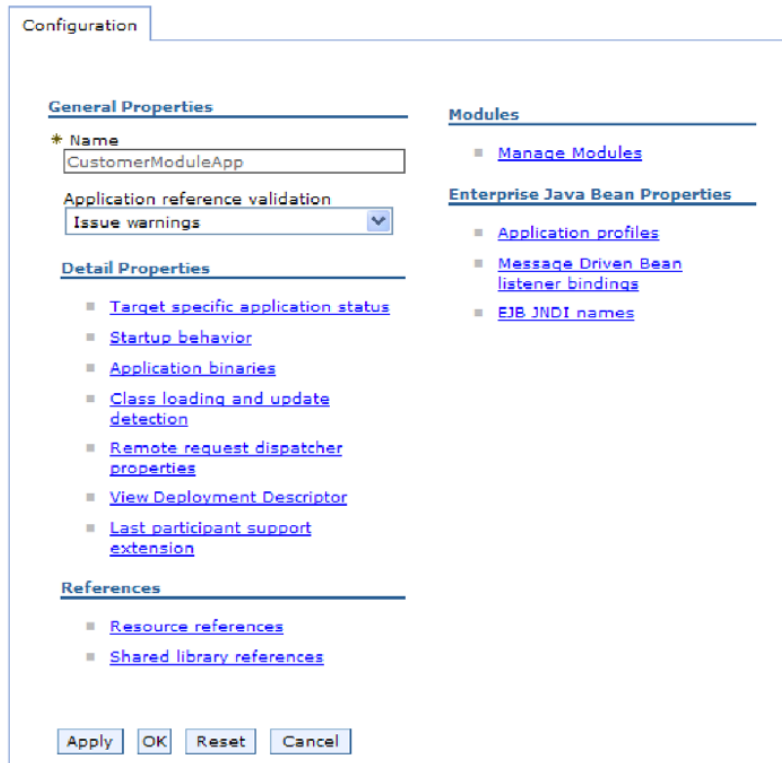 Configuration
General Properties
* Name
CustomerModuleApp
Application reference validation
Issue warnings
Detail Properties
Target specific application status
Startup behavior
Application binaries
Class loading and update
detection
Remote request dispatcher
properties
View Deployment Descriptor
Last participant support
extension
References
Resource references
Shared library references
Modules
Manage Modules
Enterprise Java Bean Properties
Application profiles
Message Driven Bean
listener bindings
EJB JNDI names
Apply OK Reset Cancel